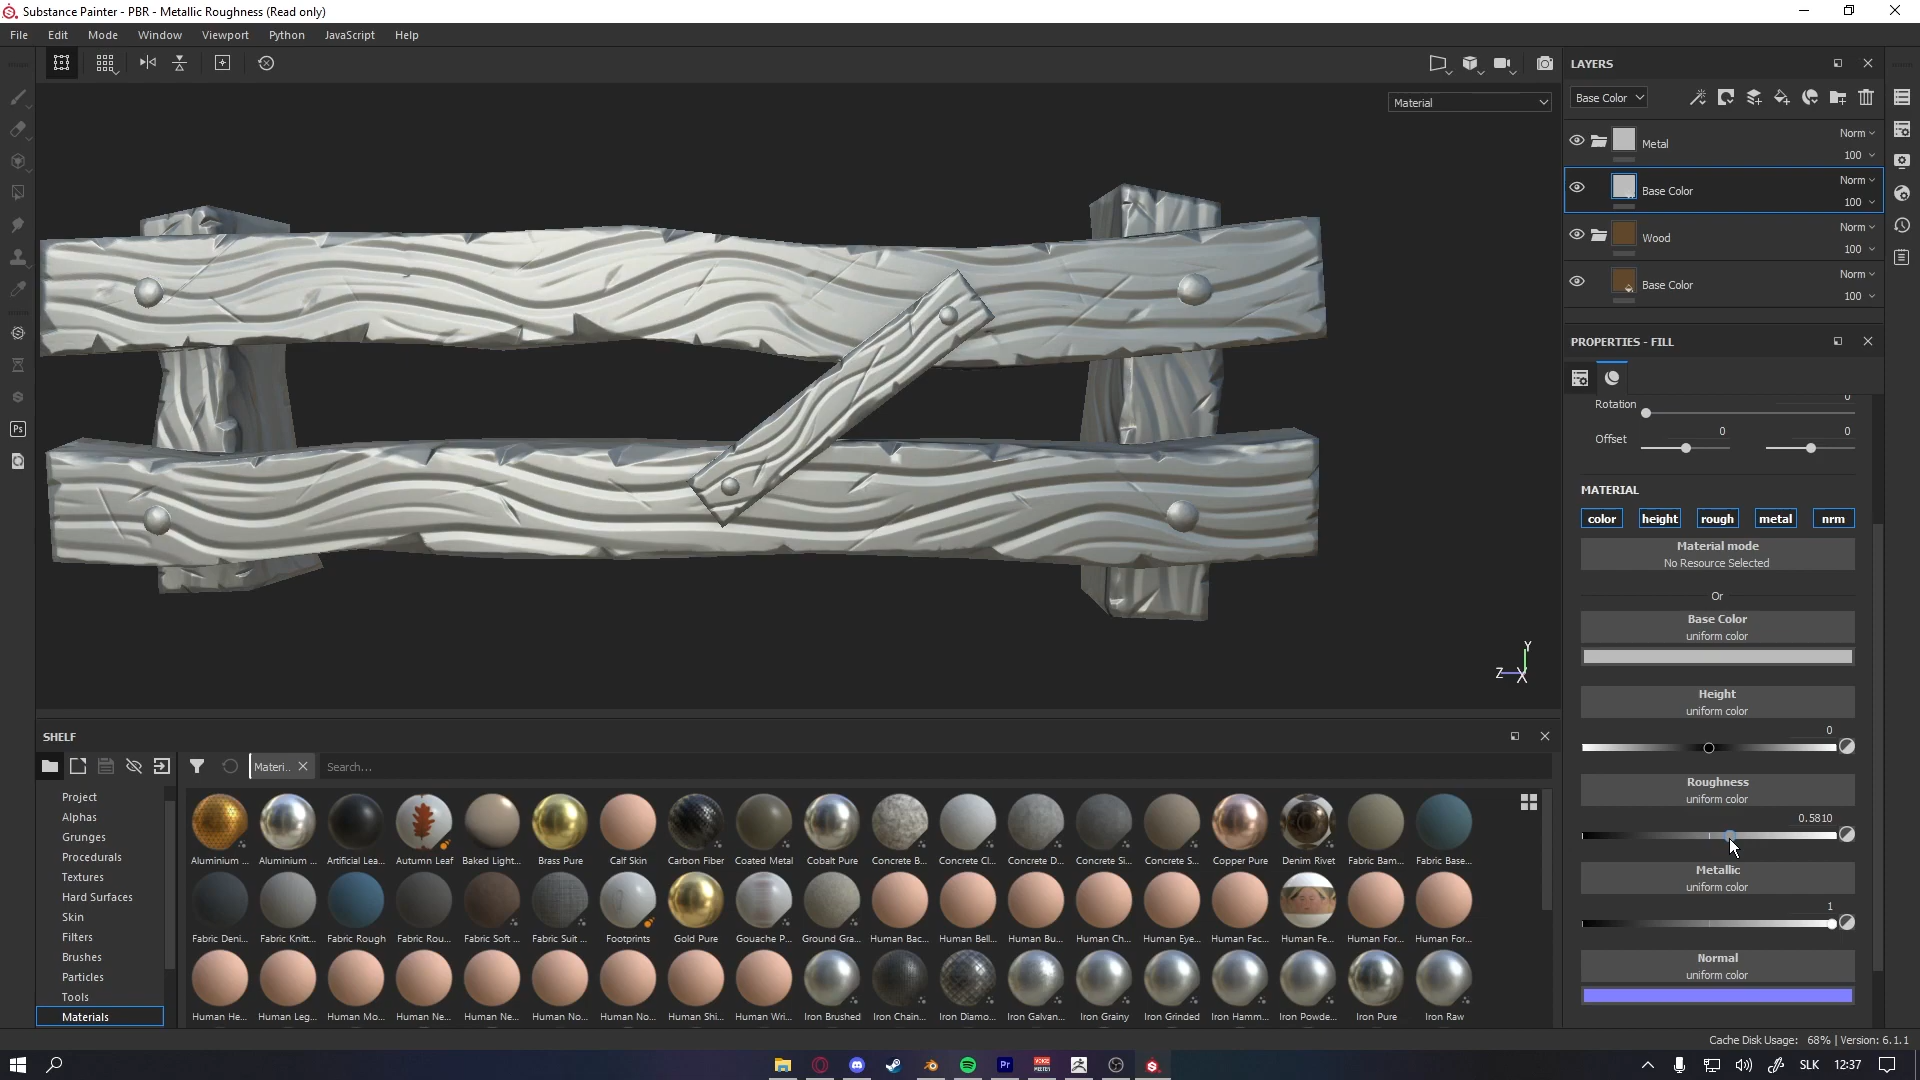 Substance Painter - PBR - Metallic Roughness (Read only)
File Edit Mode Window Viewport Python JavaScript Help
Material
LAYERS
Base Color
Metal Norm 100
Base Color Norm 100
Wood Norm 100
Base Color Norm 100
PROPERTIES - FILL
Rotation 0
Offset 0 0
MATERIAL
color height rough metal nrm
Material mode
No Resource Selected
Or
Base Color
uniform color
Height
uniform color
0
Roughness
uniform color
0.5810
Metallic
uniform color
1
Normal
uniform color
Y
Z X
Ps
SHELF
Materi.. Search...
Project
Alphas
Grunges
Procedurals
Textures
Hard Surfaces
Skin
Filters
Brushes
Particles
Tools
Materials
Aluminium ... Aluminium ... Artificial Lea... Autumn Leaf Baked Light... Brass Pure Calf Skin Carbon Fiber Coated Metal Cobalt Pure Concrete B... Concrete Cl... Concrete D... Concrete Si... Concrete S... Copper Pure Denim Rivet Fabric Bam... Fabric Base...
Fabric Deni... Fabric Knitt... Fabric Rough Fabric Rou... Fabric Soft ... Fabric Suit ... Footprints Gold Pure Gouache P... Ground Gra... Human Bac... Human Bell... Human Bu... Human Ch... Human Eye... Human Fac... Human Fe... Human For... Human For...
Human He... Human Leg... Human Mo... Human Ne... Human Ne... Human No... Human No... Human Shi... Human Wri... Iron Brushed Iron Chain... Iron Diamo... Iron Galvan... Iron Grainy Iron Grinded Iron Hamm... Iron Powde... Iron Pure Iron Raw
Cache Disk Usage: 68% | Version: 6.1.1
Pr
SLK 12:37